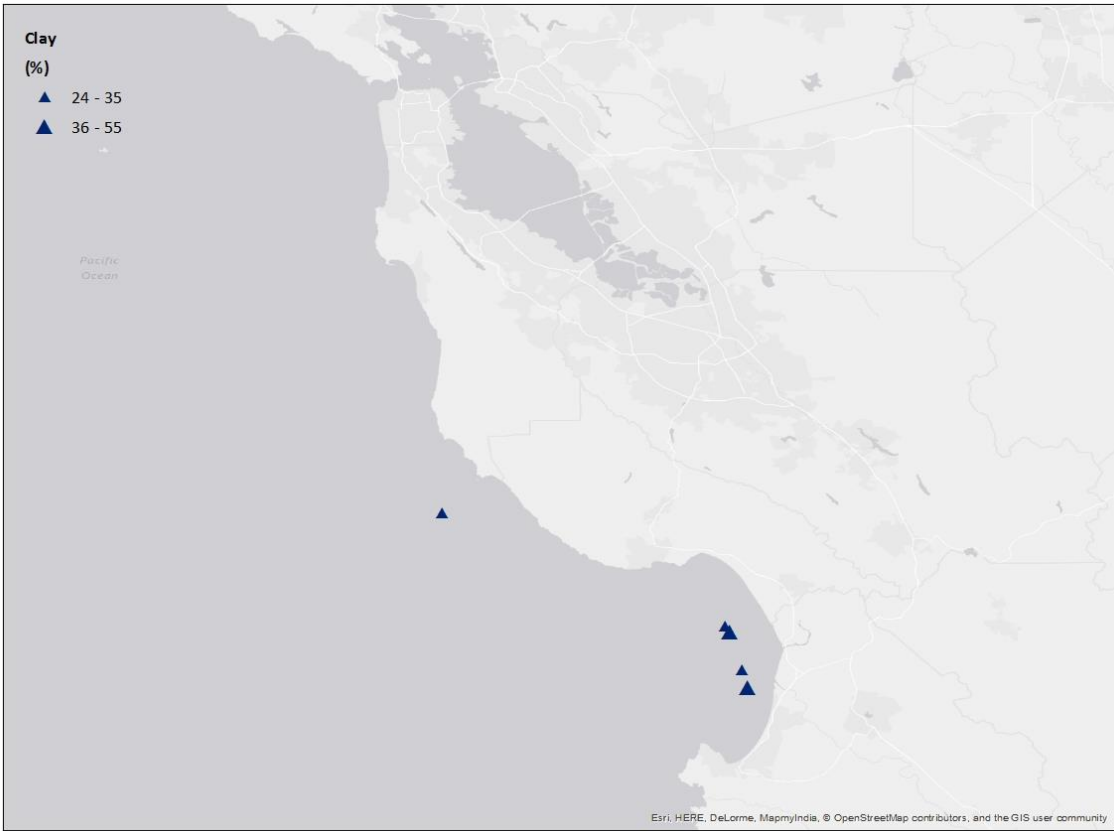 Clay
(%)
24 - 35
36 - 55
Pacific
Ocean
Esri, HERE, DeLorme, MapmyIndia, © OpenStreetMap contributors, and the GIS user community